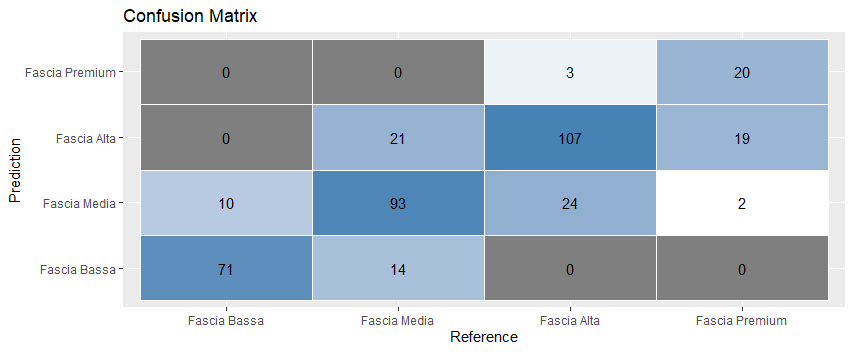 Confusion Matrix
Prediction
Fascia Premium 0 0 3 20
Fascia Alta 0 21 107 19
Fascia Media 10 93 24 2
Fascia Bassa 71 14 0 0
Fascia Bassa Fascia Media Fascia Alta Fascia Premium
Reference